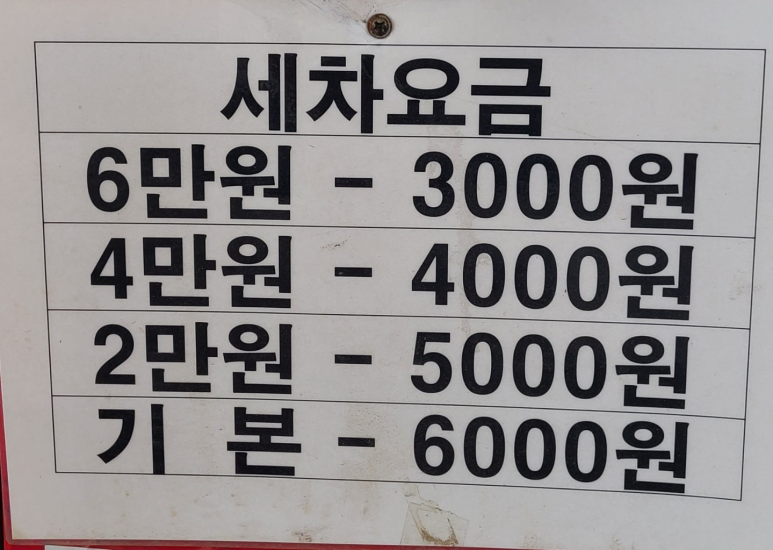 세차요금
6만원 - 3000원
4만원 - 4000원
2만원 - 5000원
기 본 - 6000원